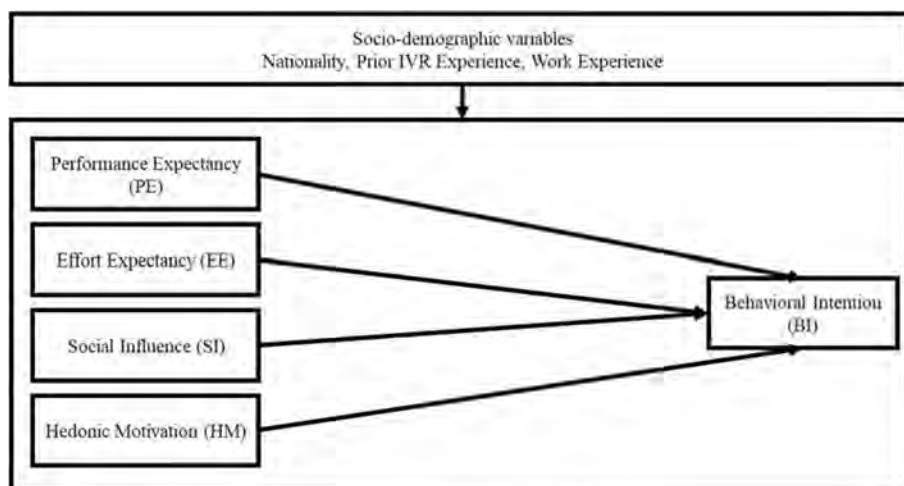 Socio-demographic variables
Nationality, Prior IVR Experience, Work Experience
Performance Expectancy
(PE)
Effort Expectancy (EE)
Social Influence (SI)
Hedonic Motivation (HM)
Behavioral Intention
(BI)